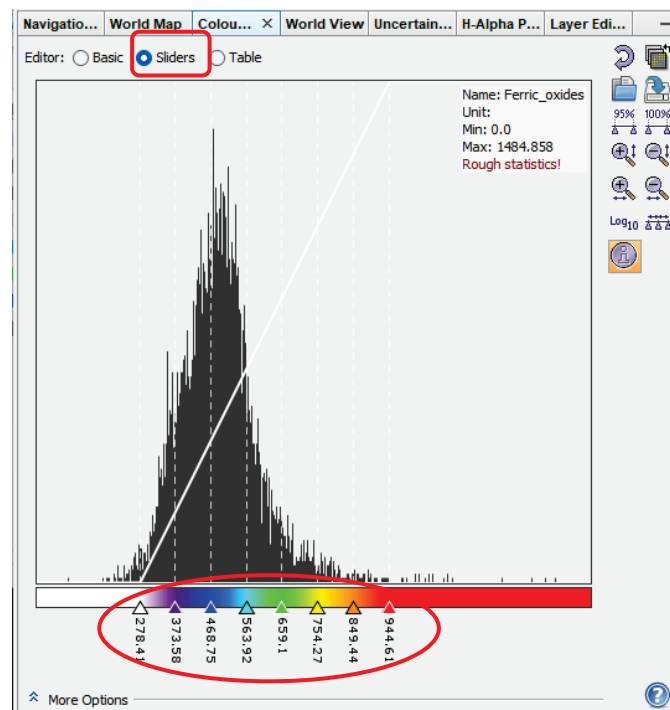 Navigatio... World Map Colou... × World View Uncertain... H-Alpha P... Layer Edi...
Editor: Basic Sliders Table
Name: Ferric_oxides
Unit:
Min: 0.0
Max: 1484.858
Rough statistics!
95% 100%
Log10
278.41 373.58 468.75 563.92 659.1 754.27 849.44 944.61
More Options